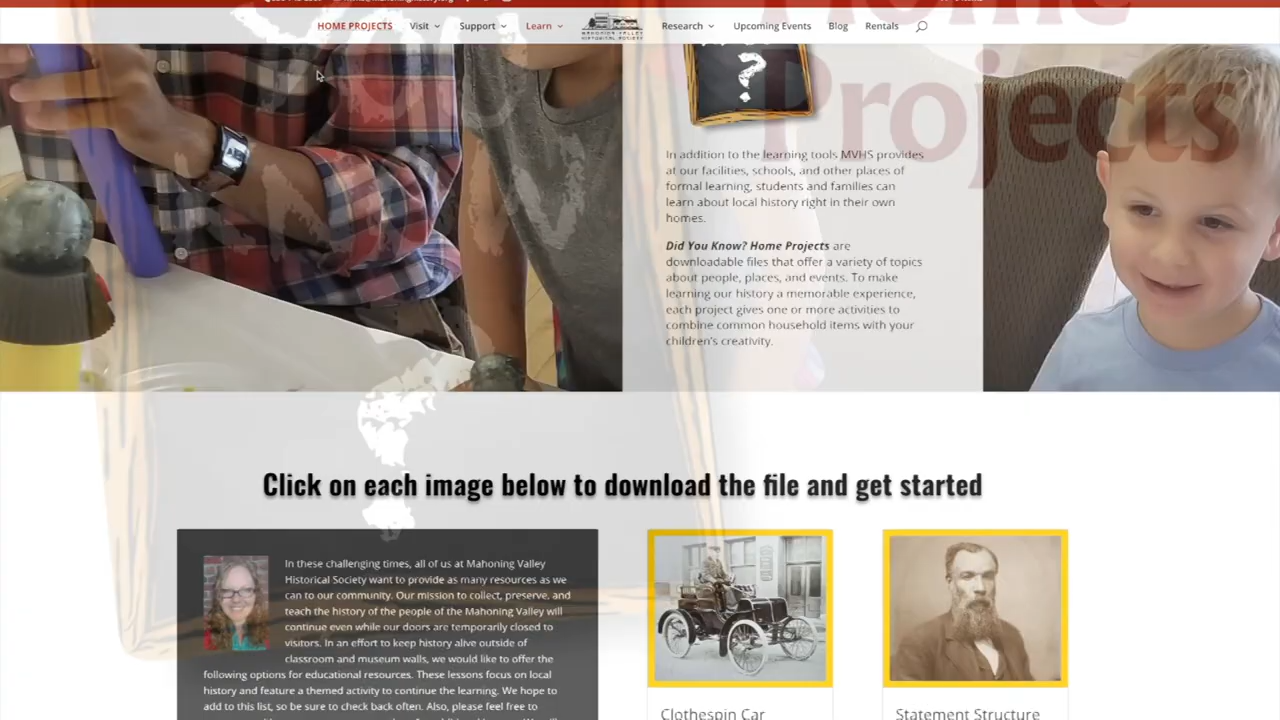 HOME PROJECTS Visit Support Learn MAHONING VALLEY HISTORICAL SOCIETY Research Upcoming Events Blog Rentals
Home
Projects
?
In addition to the learning tools MVHS provides
at our facilities, schools, and other places of
formal learning, students and families can
learn about local history right in their own
homes.
Did You Know? Home Projects are
downloadable files that offer a variety of topics
about people, places, and events. To make
learning our history a memorable experience,
each project gives one or more activities to
combine common household items with your
children's creativity.
Click on each image below to download the file and get started
In these challenging times, all of us at Mahoning Valley
Historical Society want to provide as many resources as we
can to our community. Our mission to collect, preserve, and
teach the history of the people of the Mahoning Valley will
continue even while our doors are temporarily closed to
visitors. In an effort to keep history alive outside of
classroom and museum walls, we would like to offer the
following options for educational resources. These lessons focus on local
history and feature a themed activity to continue the learning. We hope to
add to this list, so be sure to check back often. Also, please feel free to
Clothespin Car
Statement Structure